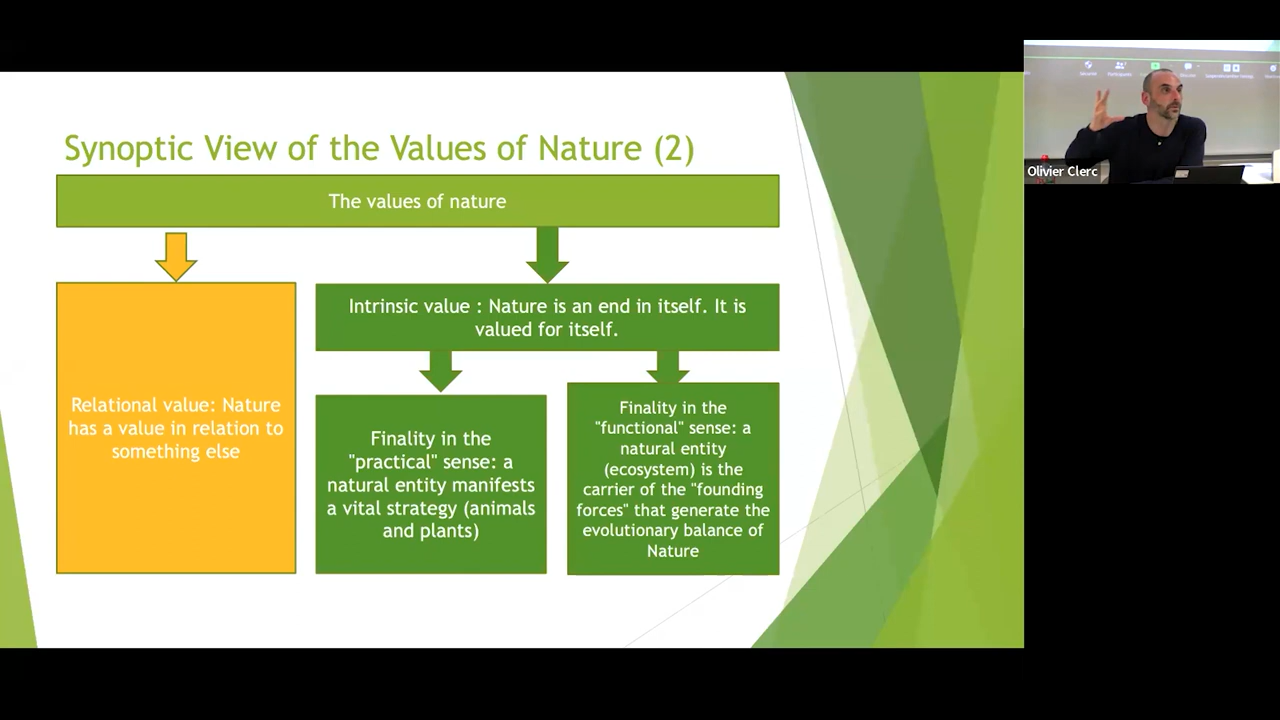 Synoptic View of the Values of Nature (2)
The values of nature
Intrinsic value : Nature is an end in itself. It is
valued for itself.
Relational value: Nature
has a value in relation to
something else
Finality in the
"practical" sense: a
natural entity manifests
a vital strategy (animals
and plants)
Finality in the
"functional" sense: a
natural entity
(ecosystem) is the
carrier of the "founding
forces" that generate the
evolutionary balance of
Nature
Olivier Clerc